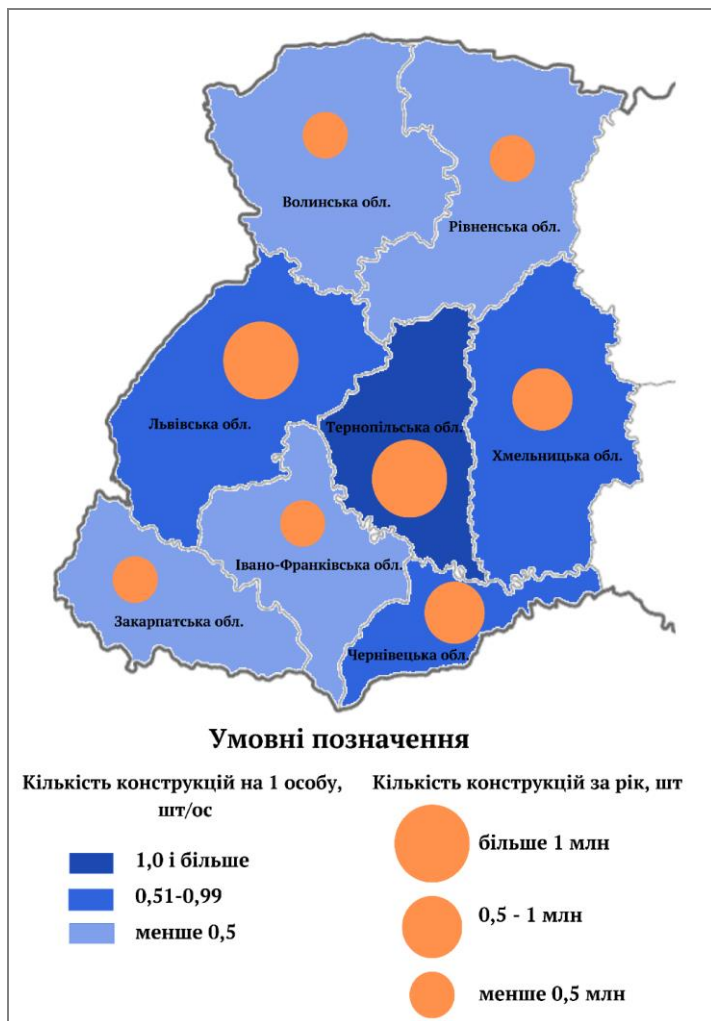 Волинська обл.
Рівненська обл.
Львівська обл.
Тернопільська обл.
Хмельницька обл.
Івано-Франківська обл.
Закарпатська обл.
Чернівецька обл.
Умовні позначення
Кількість конструкцій на 1 особу,
шт/ос
1,0 і більше
0,51-0,99
менше 0,5
Кількість конструкцій за рік, шт
більше 1 млн
0,5 - 1 млн
менше 0,5 млн